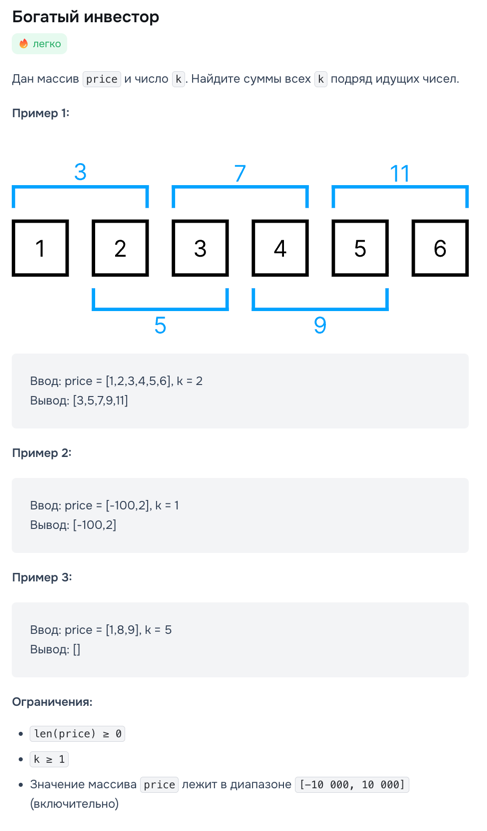 Богатый инвестор
🔥 легко
Дан массив price и число k. Найдите суммы всех k подряд идущих чисел.
Пример 1:
3 7 11
1 2 3 4 5 6
5 9
Ввод: price = [1,2,3,4,5,6], k = 2
Вывод: [3,5,7,9,11]
Пример 2:
Ввод: price = [-100,2], k = 1
Вывод: [-100,2]
Пример 3:
Ввод: price = [1,8,9], k = 5
Вывод: []
Ограничения:
• len(price) ≥ 0
• k ≥ 1
• Значение массива price лежит в диапазоне [-10 000, 10 000]
(включительно)